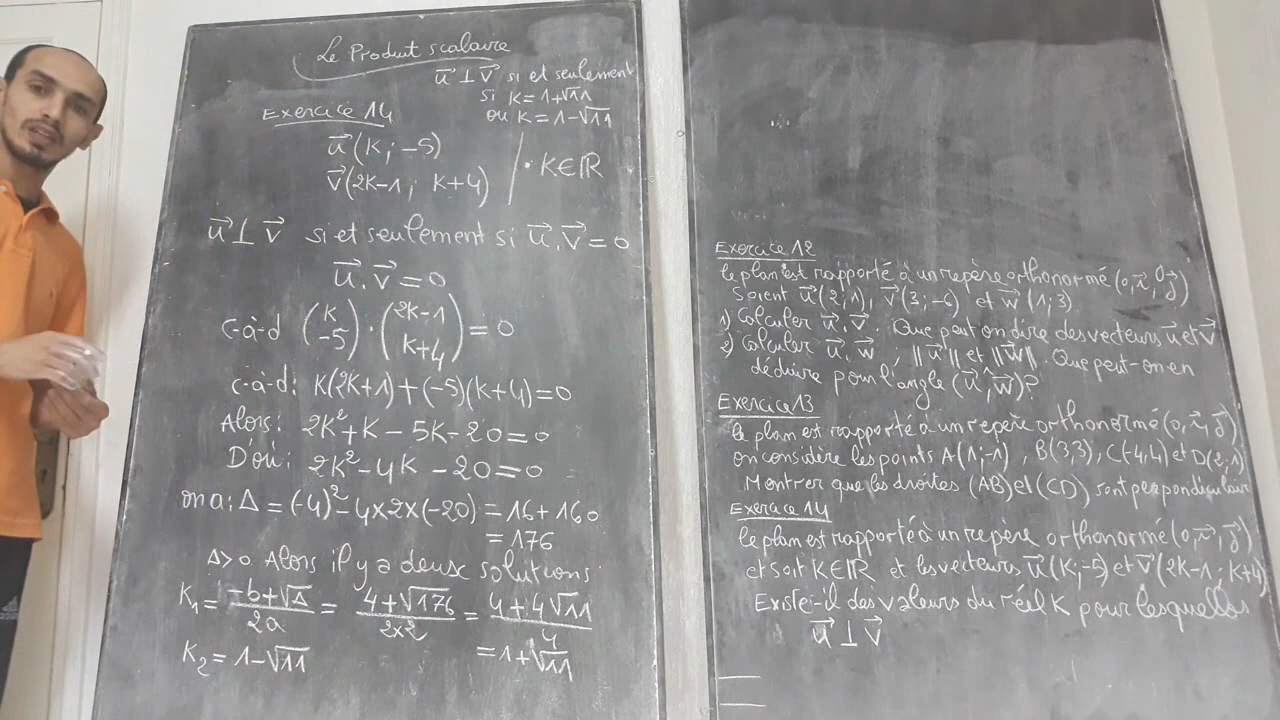 Le Produit scalaire
u⃗ ⊥ v⃗ si et seulement
si K = 1+√11
ou K = 1-√11
Exercice 14
u⃗(K; -5)
v⃗(2K-1; K+4)
• K∈ℝ
u⃗ ⊥ v⃗ si et seulement si u⃗.v⃗ = 0
u⃗.v⃗ = 0
c-à-d (K -5) . (2K-1 K+4) = 0
c-à-d: K(2K+1)+(-5)(K+4)=0
Alors: 2K²+K-5K-20=0
D'où: 2K²-4K-20=0
on a: Δ = (-4)²-4x2x(-20) = 16+160
= 176
Δ>0. Alors il y a deux solutions
K₁ = (-b+√Δ)/2a = (4+√176)/2x2 = (4+4√11)/4
= 1+√11
K₂ = 1-√11
Exercice 12
le plan est rapporté à un repère orthonormé (0,i⃗,j⃗)
Soient u⃗(2;1), v⃗(3;-6) et w⃗(1;3)
1) Calculer u⃗.v⃗. Que peut on dire des vecteurs u⃗ et v⃗
2) Calculer u⃗.w⃗, ||u⃗|| et ||w⃗||. Que peut-on en
déduire pour l'angle (u⃗,w⃗)?
Exercice 13
le plan est rapporté à un repère orthonormé (0,i⃗,j⃗)
on considère les points A(1;-1), B(3,3), C(-4,4) et D(2;1)
Montrer que les droites (AB) et (CD) sont perpendiculaire
Exercice 14
le plan est rapporté à un repère orthonormé (0,i⃗,j⃗)
et soit K∈ℝ et les vecteurs u⃗(K;-5) et v⃗(2K-1, K+4)
Existe-il des valeurs du réel K pour lesquelles
u⃗ ⊥ v⃗